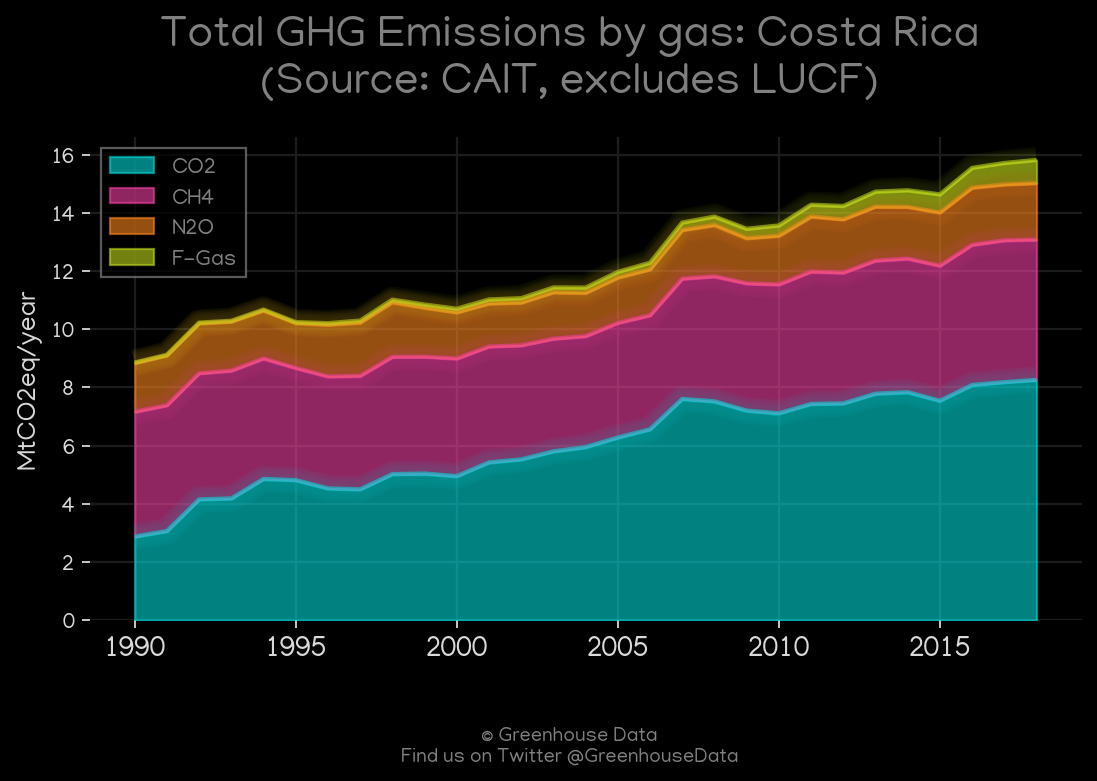 Total GHG Emissions by gas: Costa Rica
(Source: CAIT, excludes LUCF)
MtCO2eq/year
16
14
12
10
8
6
4
2
0
CO2
CH4
N2O
F-Gas
1990 1995 2000 2005 2010 2015
© Greenhouse Data
Find us on Twitter @GreenhouseData